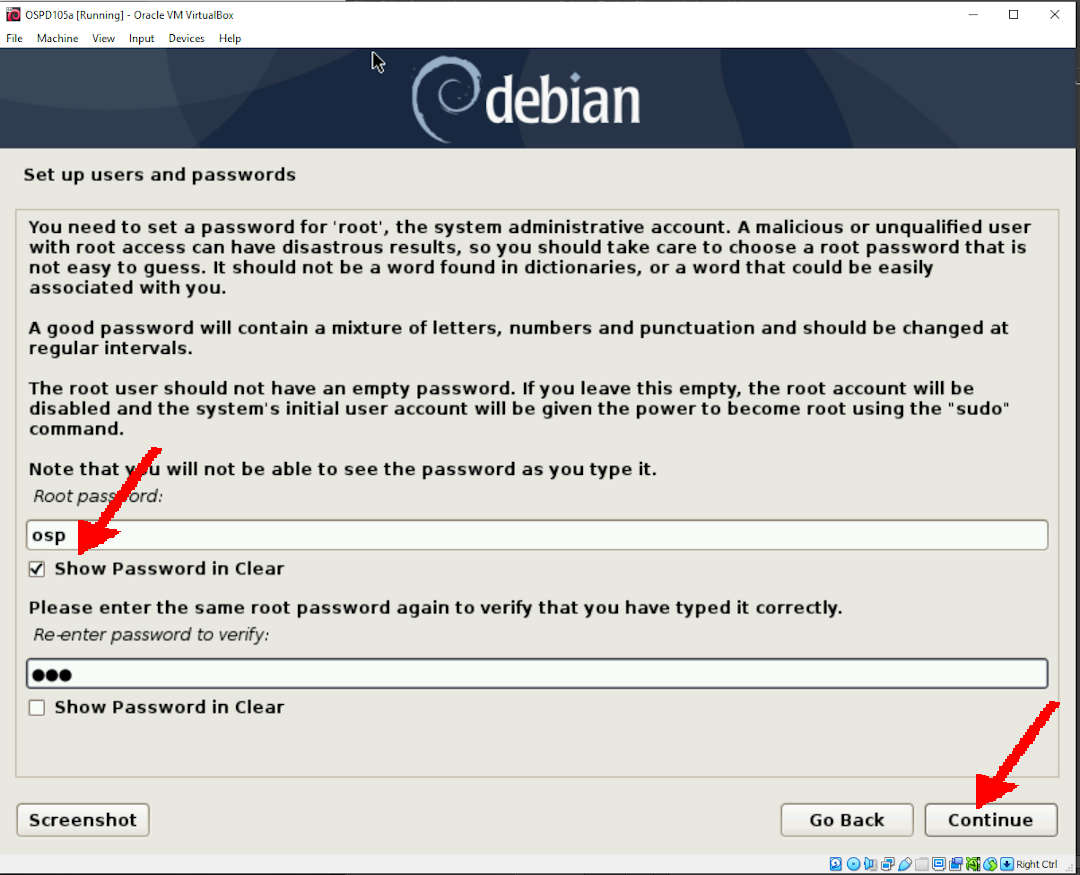 OSPD105a [Running] - Oracle VM VirtualBox
File Machine View Input Devices Help
debian
Set up users and passwords
You need to set a password for 'root', the system administrative account. A malicious or unqualified user
with root access can have disastrous results, so you should take care to choose a root password that is
not easy to guess. It should not be a word found in dictionaries, or a word that could be easily
associated with you.
A good password will contain a mixture of letters, numbers and punctuation and should be changed at
regular intervals.
The root user should not have an empty password. If you leave this empty, the root account will be
disabled and the system's initial user account will be given the power to become root using the "sudo"
command.
Note that you will not be able to see the password as you type it.
Root password:
osp
Show Password in Clear
Please enter the same root password again to verify that you have typed it correctly.
Re-enter password to verify:
●●●
Show Password in Clear
Screenshot Go Back Continue
Right Ctrl